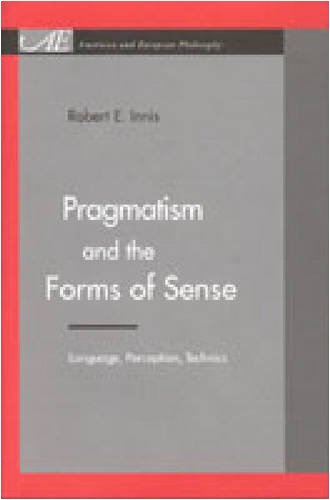 American and European Philosophy
Robert E. Innis
Pragmatism
and the
Forms of Sense
Language, Perception, Technics